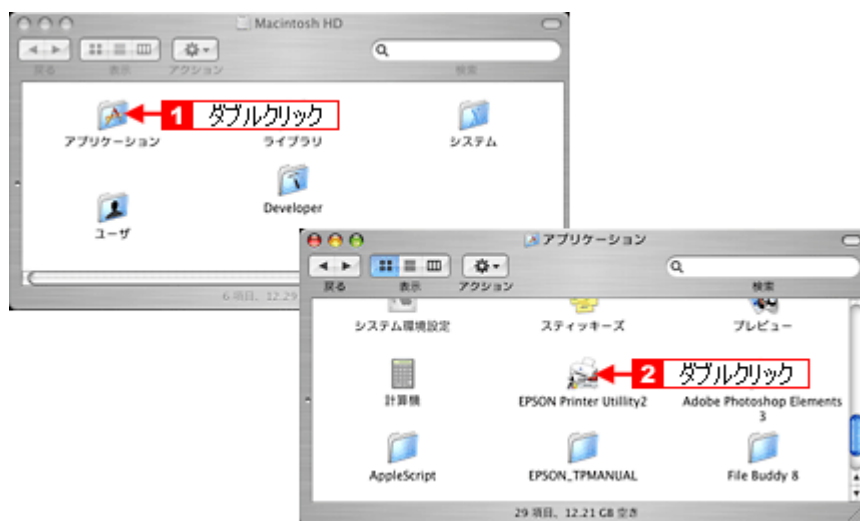 Macintosh HD
戻る 表示 アクション 検索
1 ダブルクリック
アプリケーション ライブラリ システム
ユーザ Developer
6 項目、12.29
アプリケーション
戻る 表示 アクション 検索
システム環境設定 スティッキーズ プレビュー
2 ダブルクリック
計算機 EPSON Printer Utillity2 Adobe Photoshop Elements
3
AppleScript EPSON_TPMANUAL File Buddy 8
29 項目、12.21 GB 空き